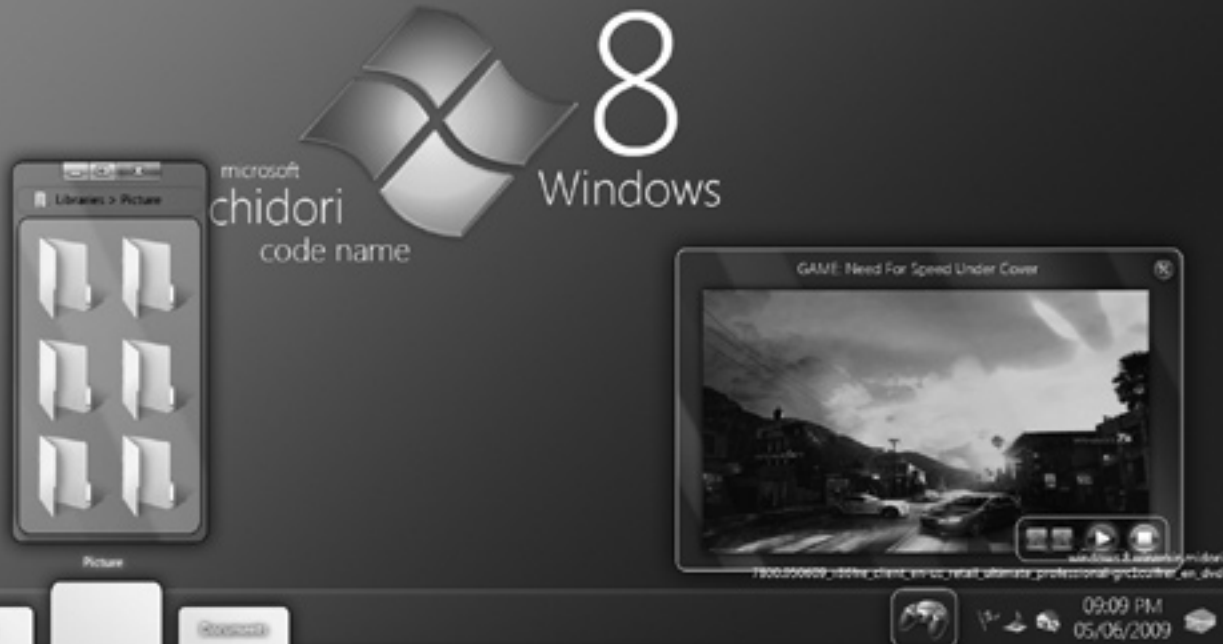 8
Windows
microsoft
chidori
code name
Libraries > Picture
GAME: Need For Speed Under Cover
Picture
Documents
09:09 PM
05/06/2009